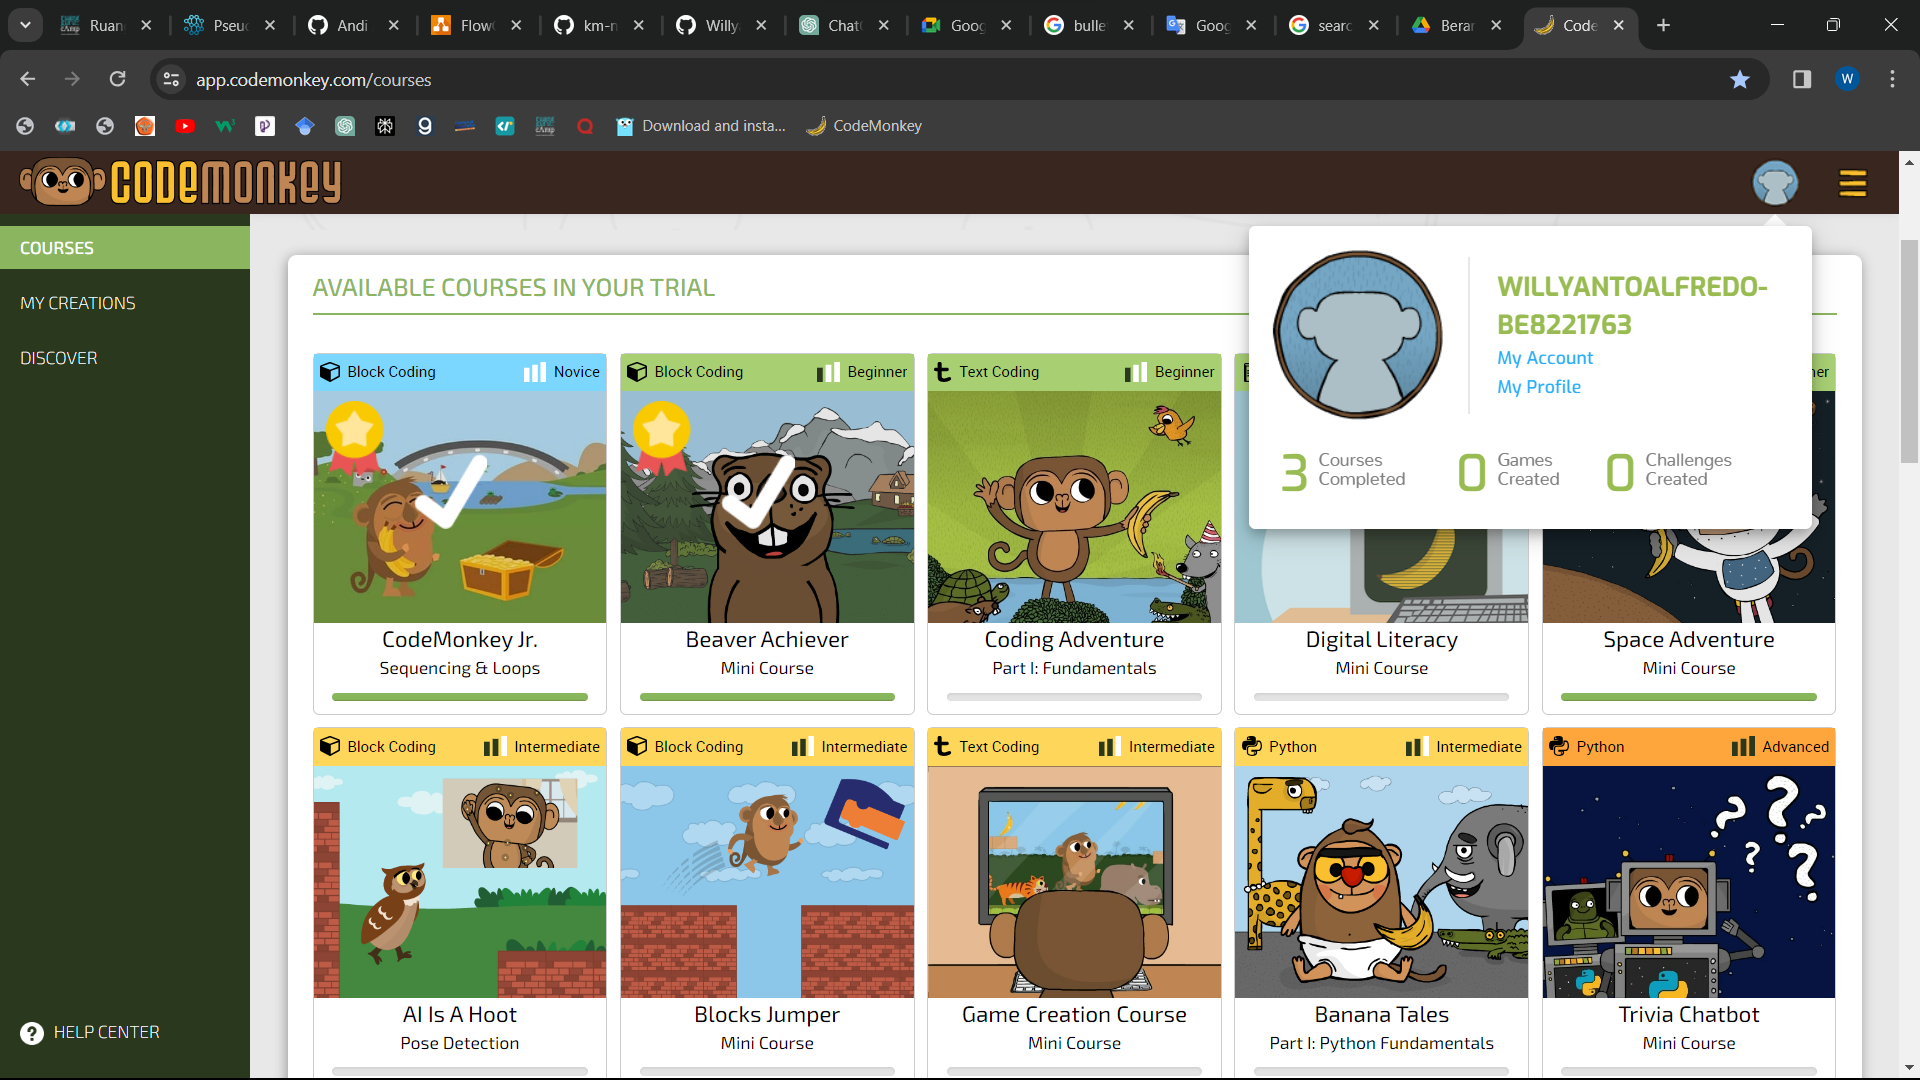 Ruan
Pseu
Andi
Flow
km-n
Willy
Chat
Goog
bulle
Goog
searc
Berar
Code
app.codemonkey.com/courses
W
Download and insta...
CodeMonkey
CODEMONKEY
COURSES
MY CREATIONS
DISCOVER
HELP CENTER
AVAILABLE COURSES IN YOUR TRIAL
WILLYANTOALFREDO-
BE8221763
My Account
My Profile
3 Courses Completed
0 Games Created
0 Challenges Created
Block Coding Novice
CodeMonkey Jr.
Sequencing & Loops
Block Coding Beginner
Beaver Achiever
Mini Course
Text Coding Beginner
Coding Adventure
Part I: Fundamentals
Digital Literacy
Mini Course
ner
Space Adventure
Mini Course
Block Coding Intermediate
AI Is A Hoot
Pose Detection
Block Coding Intermediate
Blocks Jumper
Mini Course
Text Coding Intermediate
Game Creation Course
Mini Course
Python Intermediate
Banana Tales
Part I: Python Fundamentals
Python Advanced
Trivia Chatbot
Mini Course